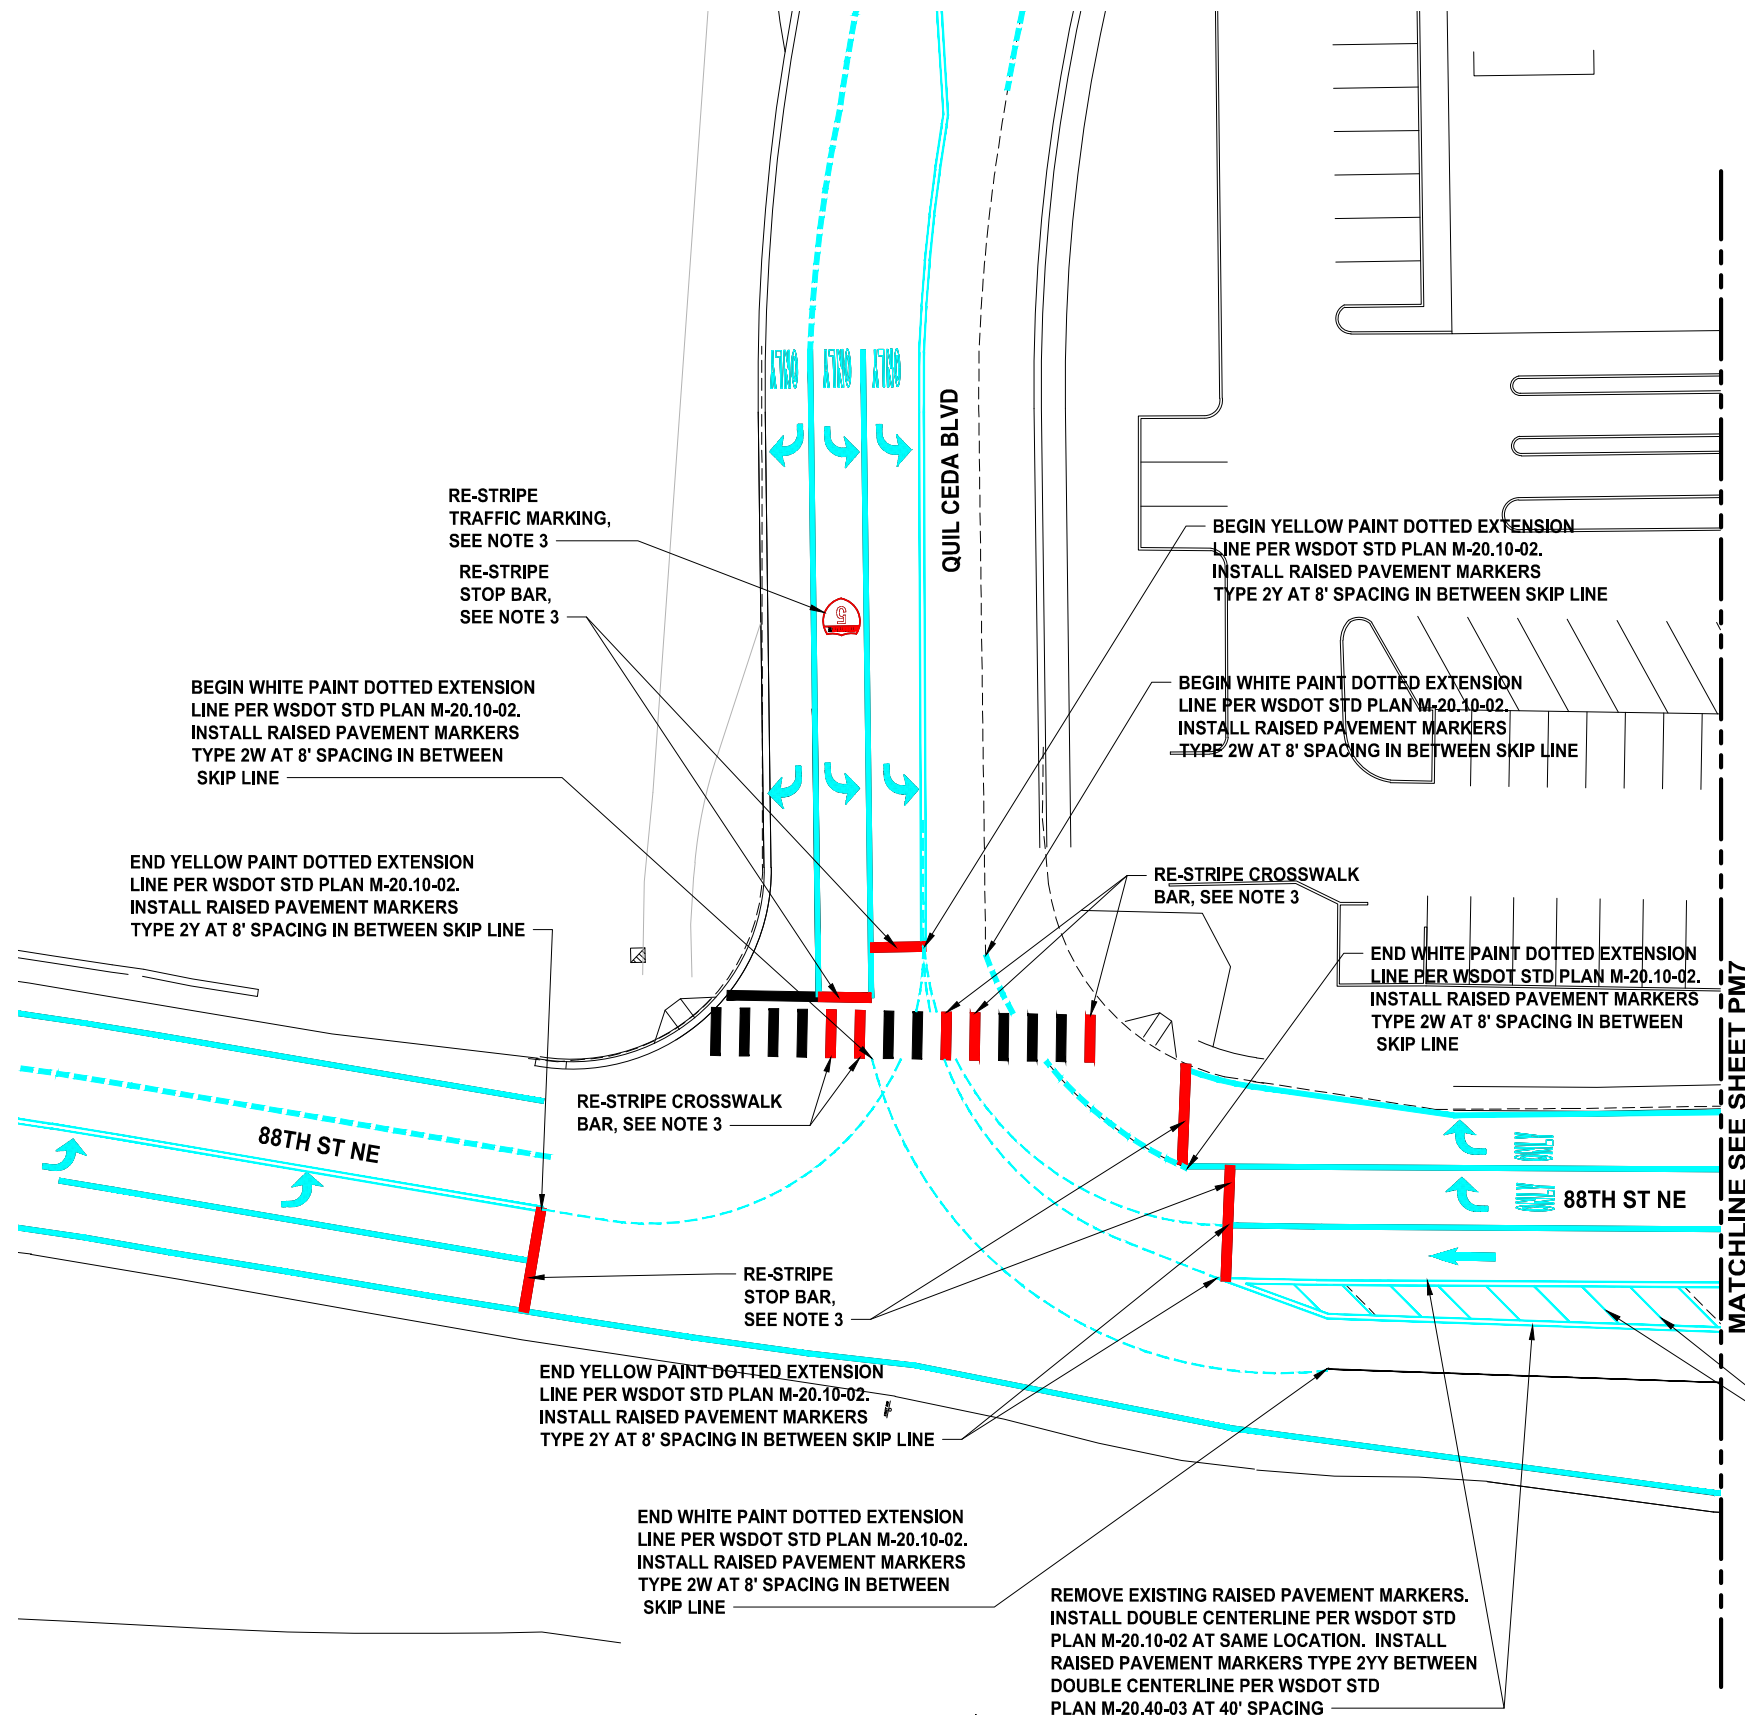 ONLY
ONLY
ONLY
QUIL CEDA BLVD
RE-STRIPE
TRAFFIC MARKING,
SEE NOTE 3
RE-STRIPE
STOP BAR,
SEE NOTE 3
5
BEGIN YELLOW PAINT DOTTED EXTENSION
LINE PER WSDOT STD PLAN M-20.10-02.
INSTALL RAISED PAVEMENT MARKERS
TYPE 2Y AT 8' SPACING IN BETWEEN SKIP LINE
BEGIN WHITE PAINT DOTTED EXTENSION
LINE PER WSDOT STD PLAN M-20.10-02.
INSTALL RAISED PAVEMENT MARKERS
TYPE 2W AT 8' SPACING IN BETWEEN
SKIP LINE
BEGIN WHITE PAINT DOTTED EXTENSION
LINE PER WSDOT STD PLAN M-20.10-02.
INSTALL RAISED PAVEMENT MARKERS
TYPE 2W AT 8' SPACING IN BETWEEN SKIP LINE
END YELLOW PAINT DOTTED EXTENSION
LINE PER WSDOT STD PLAN M-20.10-02.
INSTALL RAISED PAVEMENT MARKERS
TYPE 2Y AT 8' SPACING IN BETWEEN SKIP LINE
RE-STRIPE CROSSWALK
BAR, SEE NOTE 3
END WHITE PAINT DOTTED EXTENSION
LINE PER WSDOT STD PLAN M-20.10-02.
INSTALL RAISED PAVEMENT MARKERS
TYPE 2W AT 8' SPACING IN BETWEEN
SKIP LINE
MATCHLINE SEE SHEET PM7
RE-STRIPE CROSSWALK
BAR, SEE NOTE 3
88TH ST NE
ONLY
ONLY
88TH ST NE
RE-STRIPE
STOP BAR,
SEE NOTE 3
END YELLOW PAINT DOTTED EXTENSION
LINE PER WSDOT STD PLAN M-20.10-02.
INSTALL RAISED PAVEMENT MARKERS
TYPE 2Y AT 8' SPACING IN BETWEEN SKIP LINE
END WHITE PAINT DOTTED EXTENSION
LINE PER WSDOT STD PLAN M-20.10-02.
INSTALL RAISED PAVEMENT MARKERS
TYPE 2W AT 8' SPACING IN BETWEEN
SKIP LINE
REMOVE EXISTING RAISED PAVEMENT MARKERS.
INSTALL DOUBLE CENTERLINE PER WSDOT STD
PLAN M-20.10-02 AT SAME LOCATION. INSTALL
RAISED PAVEMENT MARKERS TYPE 2YY BETWEEN
DOUBLE CENTERLINE PER WSDOT STD
PLAN M-20.40-03 AT 40' SPACING